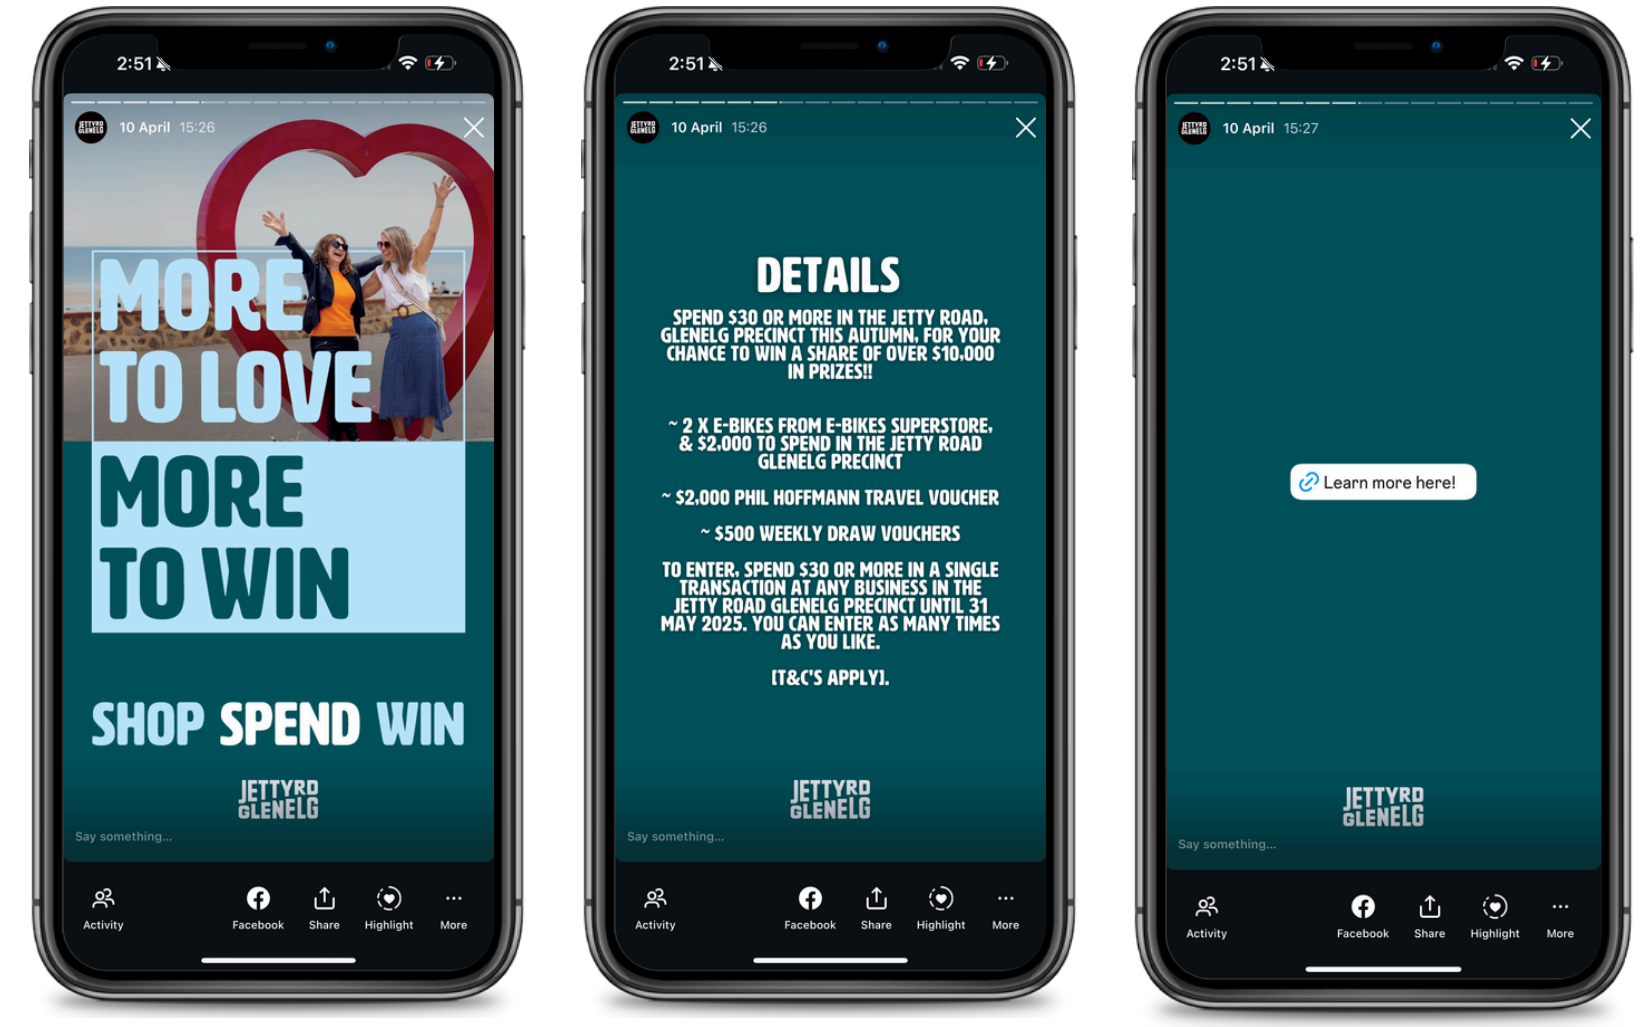 2:51
JETTYRD
GLENELG
10 April 15:26
MORE
TO LOVE
MORE
TO WIN
SHOP SPEND WIN
JETTYRD
GLENELG
Say something...
Activity
Facebook
Share
Highlight
More
2:51
JETTYRD
GLENELG
10 April 15:26
DETAILS
SPEND $30 OR MORE IN THE JETTY ROAD,
GLENELG PRECINCT THIS AUTUMN, FOR YOUR
CHANCE TO WIN A SHARE OF OVER $10,000
IN PRIZES!!
~ 2 X E-BIKES FROM E-BIKES SUPERSTORE,
& $2,000 TO SPEND IN THE JETTY ROAD
GLENELG PRECINCT
~ $2,000 PHIL HOFFMANN TRAVEL VOUCHER
~ $500 WEEKLY DRAW VOUCHERS
TO ENTER, SPEND $30 OR MORE IN A SINGLE
TRANSACTION AT ANY BUSINESS IN THE
JETTY ROAD GLENELG PRECINCT UNTIL 31
MAY 2025. YOU CAN ENTER AS MANY TIMES
AS YOU LIKE.
[T&C'S APPLY].
JETTYRD
GLENELG
Say something...
Activity
Facebook
Share
Highlight
More
2:51
JETTYRD
GLENELG
10 April 15:27
Learn more here!
JETTYRD
GLENELG
Say something...
Activity
Facebook
Share
Highlight
More